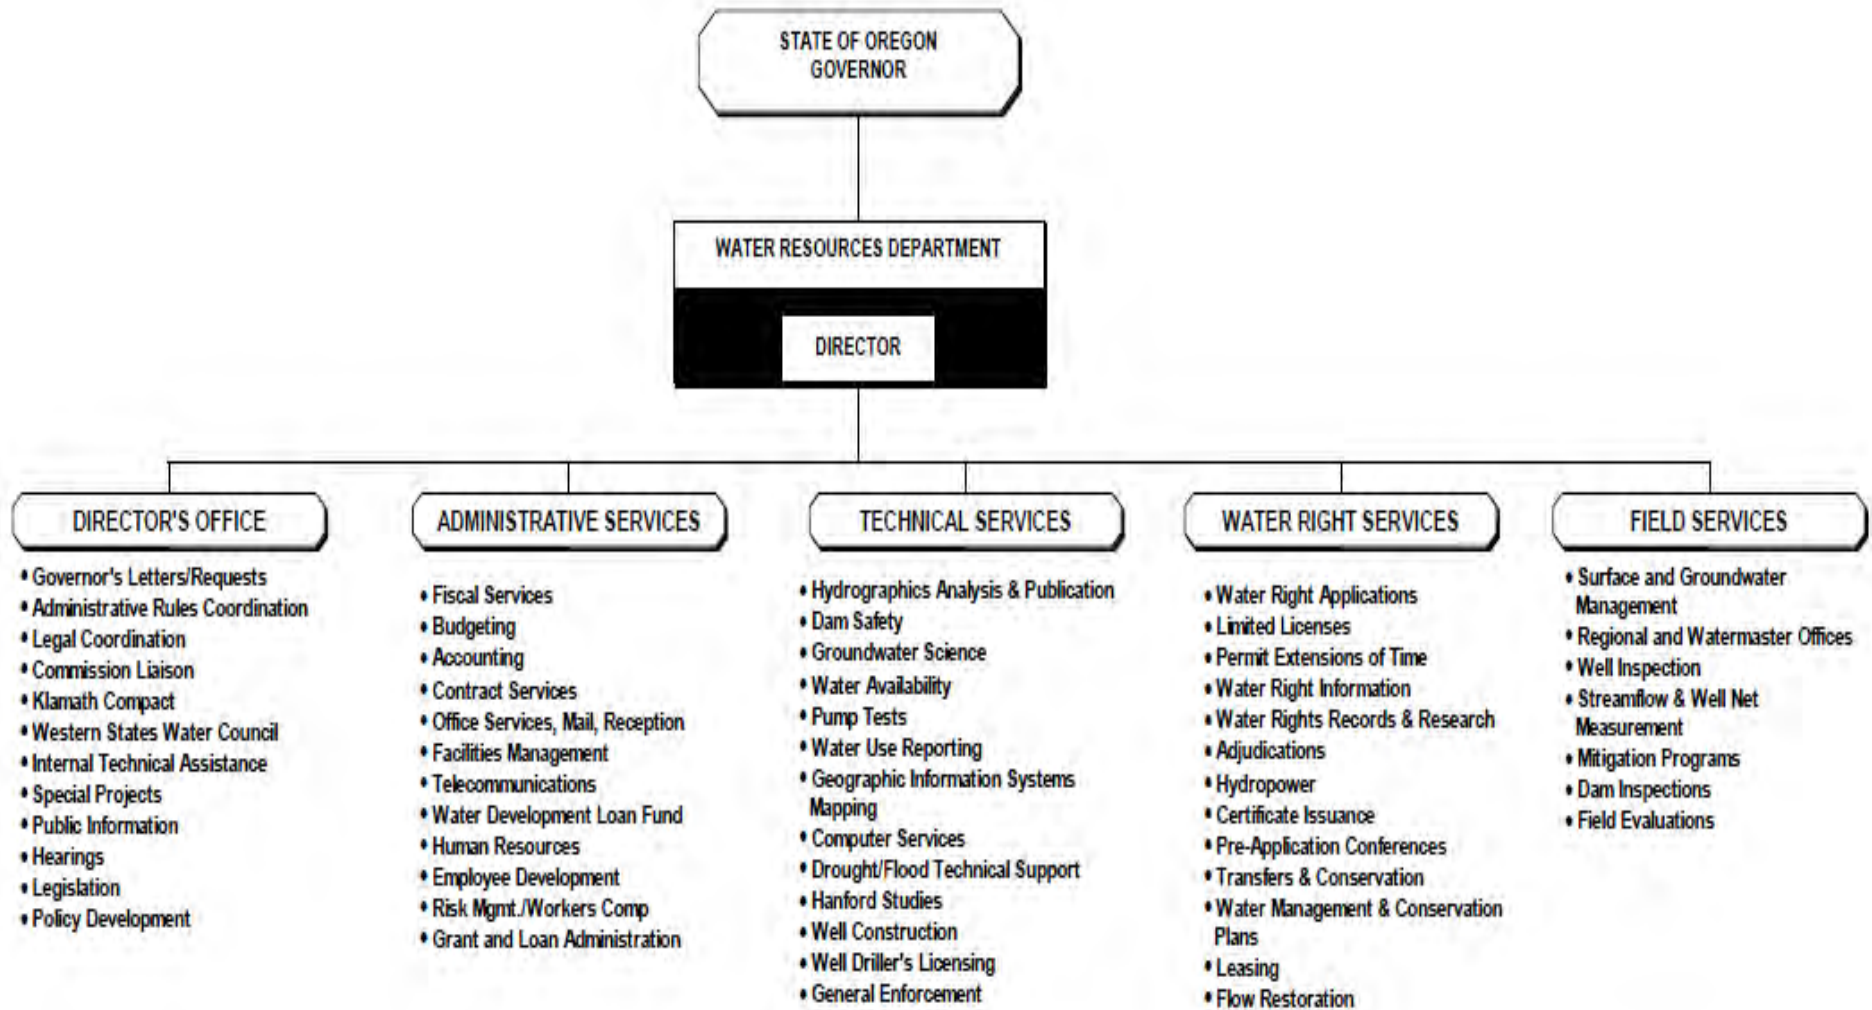 STATE OF OREGON
GOVERNOR
WATER RESOURCES DEPARTMENT
DIRECTOR
DIRECTOR'S OFFICE
• Governor's Letters/Requests
• Administrative Rules Coordination
• Legal Coordination
• Commission Liaison
• Klamath Compact
• Western States Water Council
• Internal Technical Assistance
• Special Projects
• Public Information
• Hearings
• Legislation
• Policy Development
ADMINISTRATIVE SERVICES
• Fiscal Services
• Budgeting
• Accounting
• Contract Services
• Office Services, Mail, Reception
• Facilities Management
• Telecommunications
• Water Development Loan Fund
• Human Resources
• Employee Development
• Risk Mgmt./Workers Comp
• Grant and Loan Administration
TECHNICAL SERVICES
• Hydrographics Analysis & Publication
• Dam Safety
• Groundwater Science
• Water Availability
• Pump Tests
• Water Use Reporting
• Geographic Information Systems
Mapping
• Computer Services
• Drought/Flood Technical Support
• Hanford Studies
• Well Construction
• Well Driller's Licensing
• General Enforcement
WATER RIGHT SERVICES
• Water Right Applications
• Limited Licenses
• Permit Extensions of Time
• Water Right Information
• Water Rights Records & Research
• Adjudications
• Hydropower
• Certificate Issuance
• Pre-Application Conferences
• Transfers & Conservation
• Water Management & Conservation
Plans
• Leasing
• Flow Restoration
FIELD SERVICES
• Surface and Groundwater
Management
• Regional and Watermaster Offices
• Well Inspection
• Streamflow & Well Net
Measurement
• Mitigation Programs
• Dam Inspections
• Field Evaluations